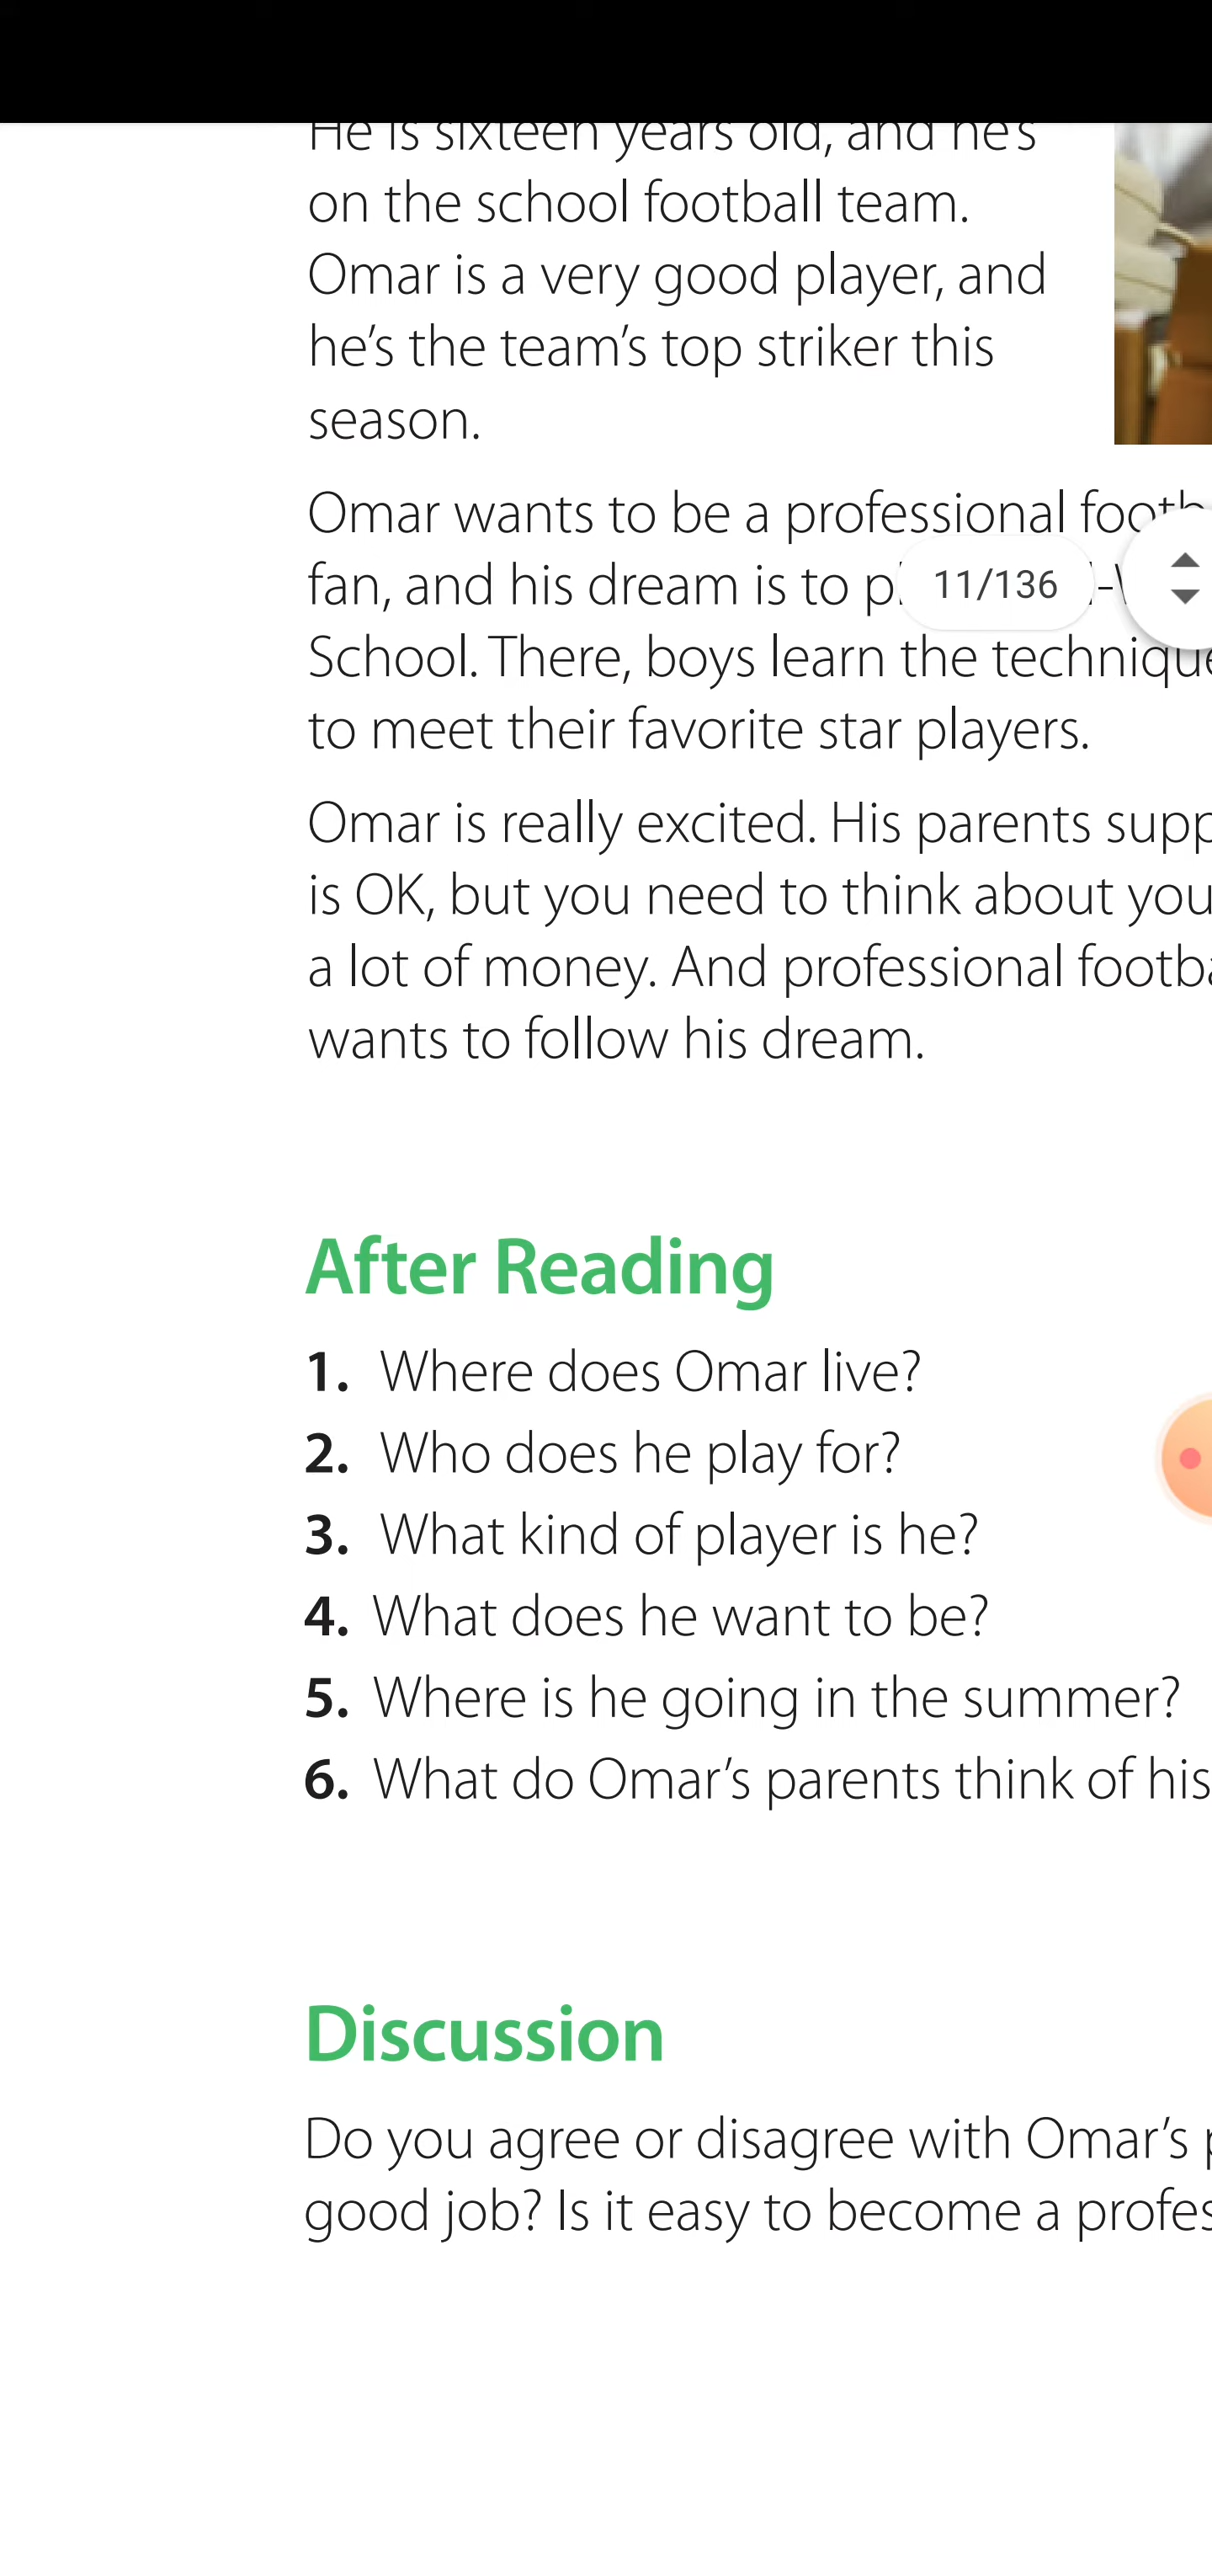 He is sixteen years old, and he's
on the school football team.
Omar is a very good player, and
he's the team's top striker this
season.
Omar wants to be a professional
fan, and his dream is to
11/136
School. There, boys learn the
to meet their favorite star players.
Omar is really excited. His parents
is OK, but you need to think about
a lot of money. And professional
wants to follow his dream.
After Reading
1. Where does Omar live?
2. Who does he play for?
3. What kind of player is he?
4. What does he want to be?
5. Where is he going in the summer?
6. What do Omar's parents think of his
Discussion
Do you agree or disagree with Omar's
good job? Is it easy to become a